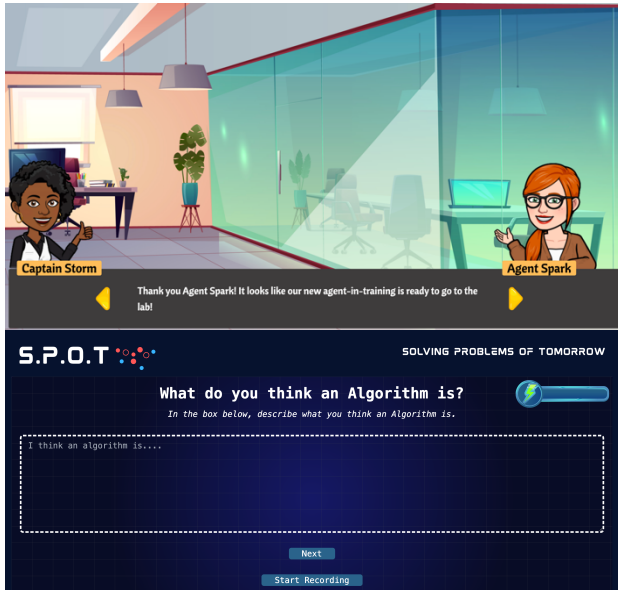 Captain Storm
Agent Spark
Thank you Agent Spark! It looks like our new agent-in-training is ready to go to the
lab!
S.P.O.T
SOLVING PROBLEMS OF TOMORROW
What do you think an Algorithm is?
In the box below, describe what you think an Algorithm is.
I think an algorithm is....
Next
Start Recording